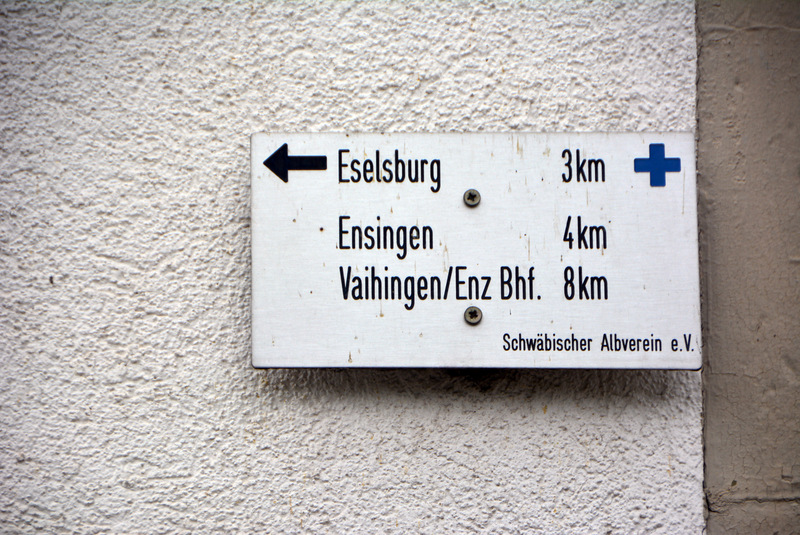 Eselsburg 3km
Ensingen 4km
Vaihingen/Enz Bhf. 8km
Schwäbischer Albverein e.V.